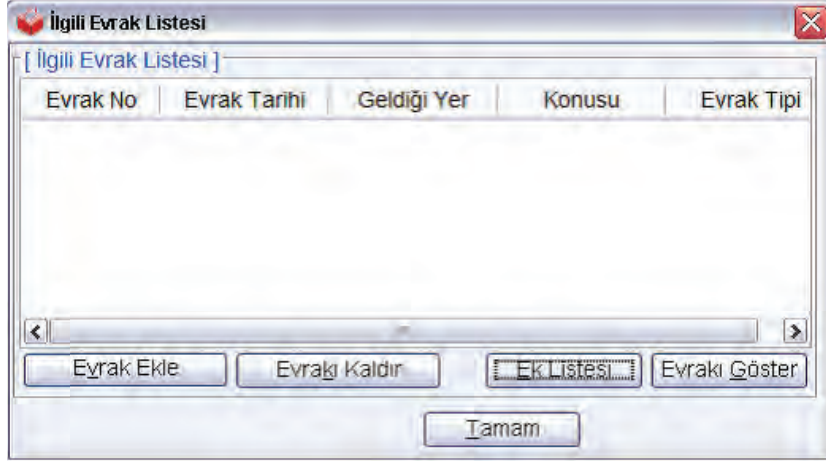 İlgili Evrak Listesi
[ İlgili Evrak Listesi ]
Evrak No Evrak Tarihi Geldiği Yer Konusu Evrak Tipi
Evrak Ekle Evrakı Kaldır Ek Listesi Evrakı Göster
Tamam